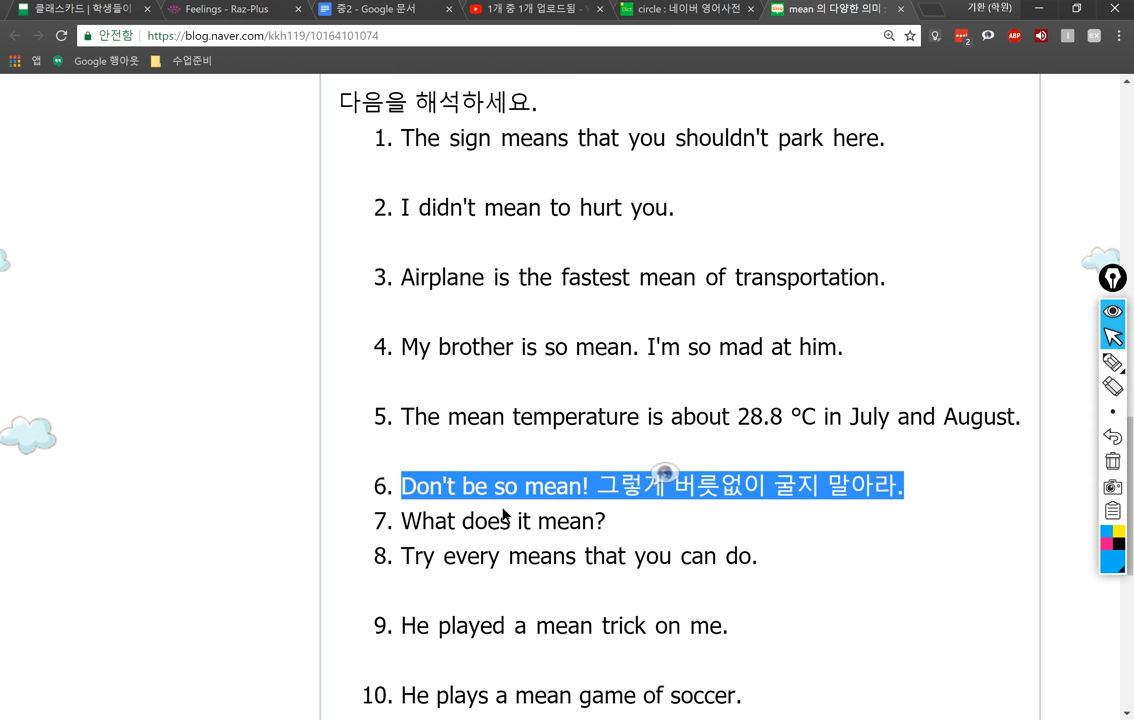 클래스카드 | 학생들이
Feelings - Raz-Plus
중2 - Google 문서
1개 중 1개 업로드됨 - Y
circle : 네이버 영어사전
mean 의 다양한 의미 :
기환 (학원)
안전함
https://blog.naver.com/kkh119/10164101074
2
ABP
앱
Google 행아웃
수업준비
다음을 해석하세요.
1. The sign means that you shouldn't park here.
2. I didn't mean to hurt you.
3. Airplane is the fastest mean of transportation.
4. My brother is so mean. I'm so mad at him.
5. The mean temperature is about 28.8 °C in July and August.
6. Don't be so mean! 그렇게 버릇없이 굴지 말아라.
7. What does it mean?
8. Try every means that you can do.
9. He played a mean trick on me.
10. He plays a mean game of soccer.